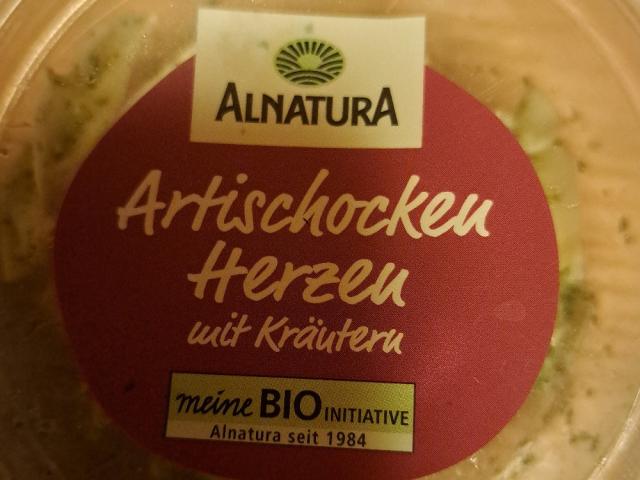 ALNATURA
Artischocken
Herzen
mit Kräutern
meine BIO INITIATIVE
Alnatura seit 1984